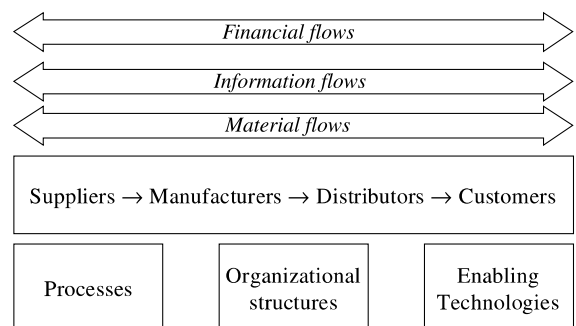 Financial flows
Information flows
Material flows
Suppliers → Manufacturers → Distributors → Customers
Processes
Organizational
structures
Enabling
Technologies